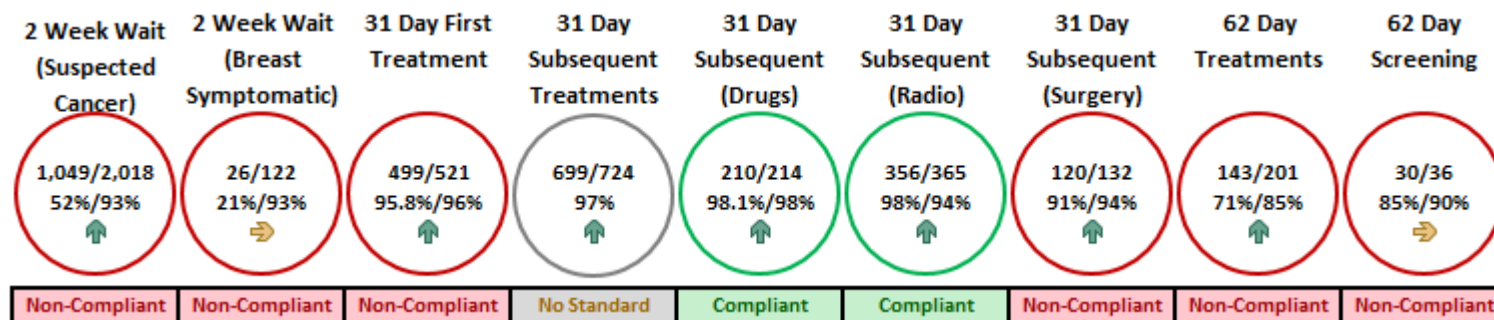 2 Week Wait
(Suspected
Cancer)
2 Week Wait
(Breast
Symptomatic)
31 Day First
Treatment
31 Day
Subsequent
Treatments
31 Day
Subsequent
(Drugs)
31 Day
Subsequent
(Radio)
31 Day
Subsequent
(Surgery)
62 Day
Treatments
62 Day
Screening
1,049/2,018
52%/93%
26/122
21%/93%
499/521
95.8%/96%
699/724
97%
210/214
98.1%/98%
356/365
98%/94%
120/132
91%/94%
143/201
71%/85%
30/36
85%/90%
Non-Compliant
Non-Compliant
Non-Compliant
No Standard
Compliant
Compliant
Non-Compliant
Non-Compliant
Non-Compliant